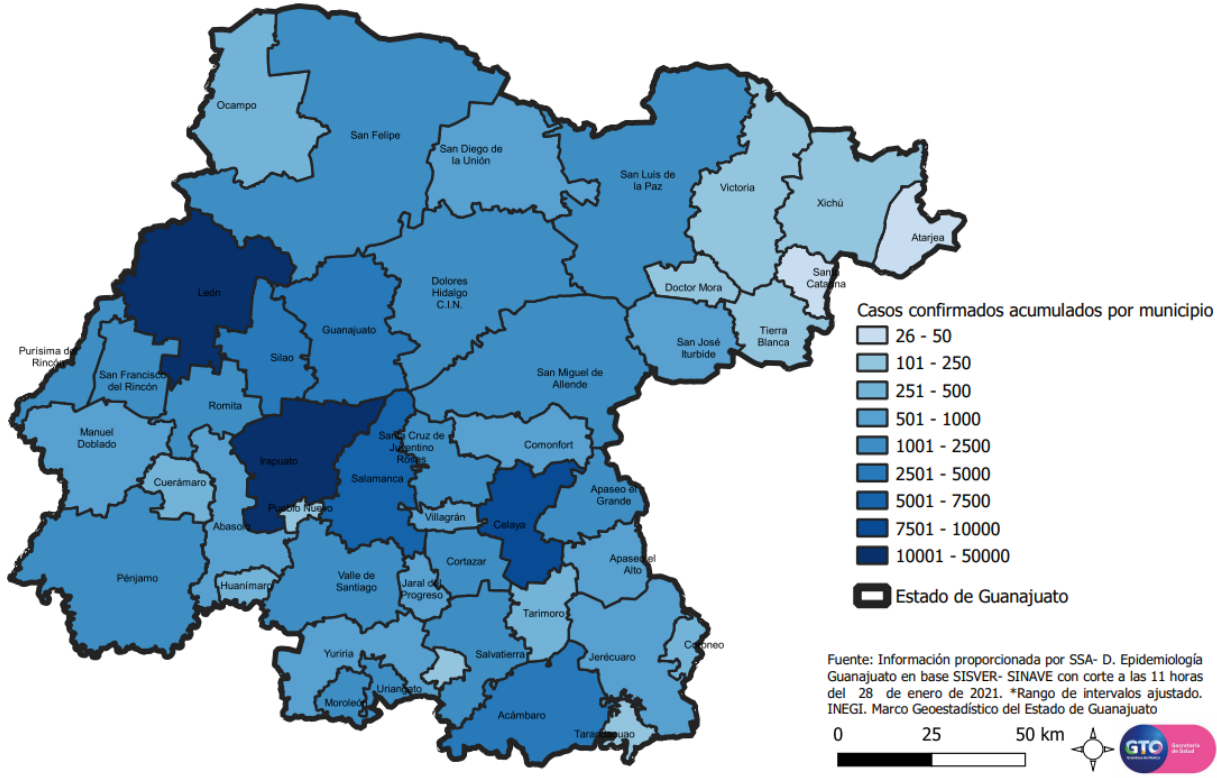 Ocampo
San Felipe
San Diego de
la Unión
San Luis de
la Paz
Victoria
Xichú
Atarjea
Santa
Catarina
Doctor Mora
Tierra
Blanca
San José
Iturbide
León
Dolores
Hidalgo
C.I.N.
Guanajuato
Silao
San Miguel de
Allende
Purísima del
Rincón
San Francisco
del Rincón
Romita
Manuel
Doblado
Irapuato
Santa Cruz de
Juventino
Rosas
Comonfort
Cuerámaro
Salamanca
Apaseo el
Grande
Pueblo Nuevo
Villagrán
Celaya
Abasolo
Pénjamo
Huanímaro
Valle de
Santiago
Jaral del
Progreso
Cortazar
Apaseo el
Alto
Tarimoro
Yuriria
Salvatierra
Jerécuaro
Coroneo
Uriangato
Moroleón
Acámbaro
Tarandacuao
Casos confirmados acumulados por municipio
26 - 50
101 - 250
251 - 500
501 - 1000
1001 - 2500
2501 - 5000
5001 - 7500
7501 - 10000
10001 - 50000
Estado de Guanajuato
Fuente: Información proporcionada por SSA- D. Epidemiología
Guanajuato en base SISVER- SINAVE con corte a las 11 horas
del 28 de enero de 2021. *Rango de intervalos ajustado.
INEGI. Marco Geoestadístico del Estado de Guanajuato
0 25 50 km
GTO
Secretaría
de Salud